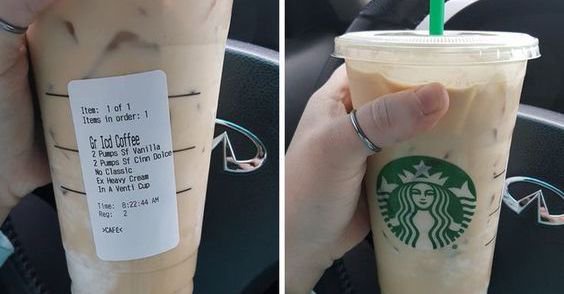 Item: 1 of 1
Items in order: 1
Gr Icd Coffee
2 Pumps Sf Vanilla
2 Pumps Sf Cinn Dolce
No Classic
Ex Heavy Cream
In A Venti Cup
Time: 8:22:44 AM
Reg: 2
>CAFE<